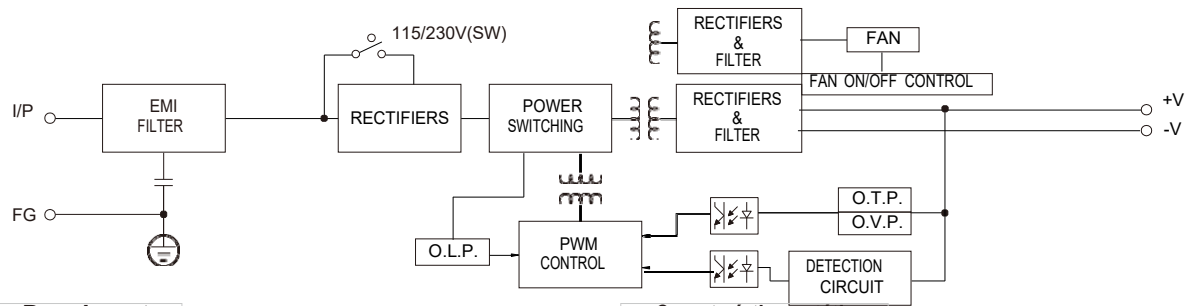 115/230V(SW)
RECTIFIERS
&
FILTER
FAN
FAN ON/OFF CONTROL
I/P
EMI
FILTER
RECTIFIERS
POWER
SWITCHING
RECTIFIERS
&
FILTER
+V
-V
FG
O.L.P.
PWM
CONTROL
O.T.P.
O.V.P.
DETECTION
CIRCUIT